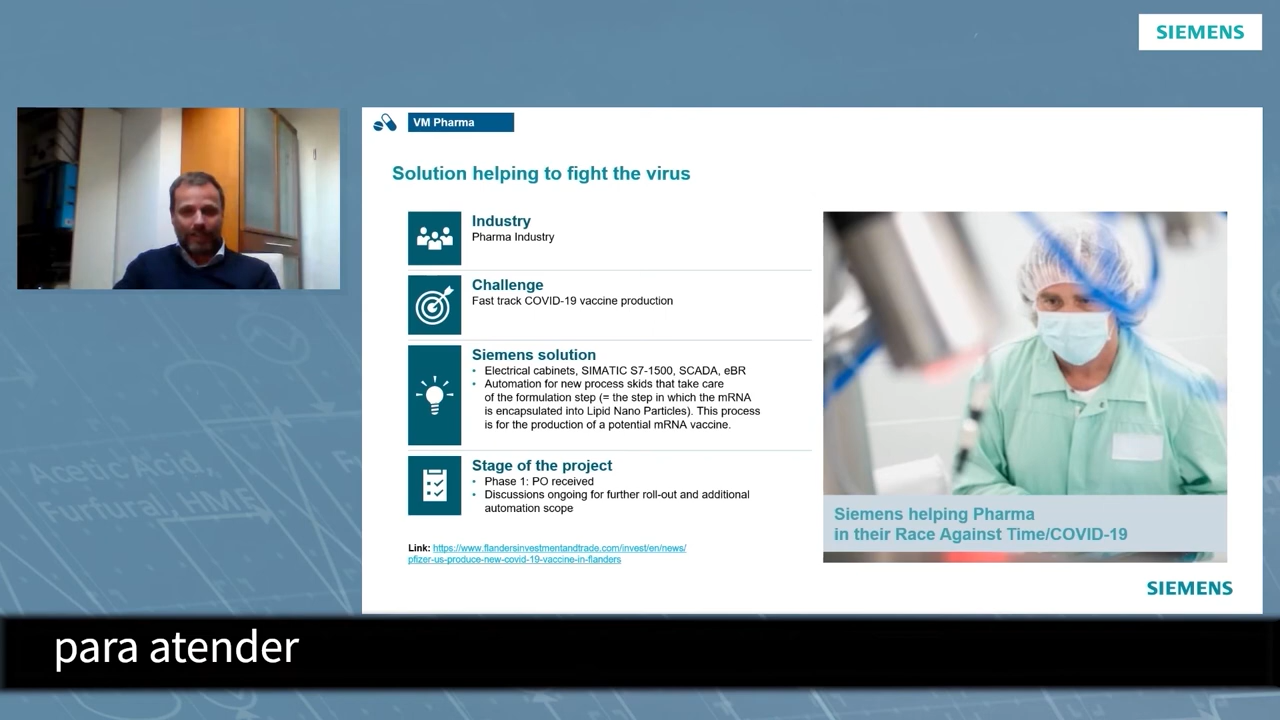 SIEMENS
VM Pharma
Solution helping to fight the virus
Industry
Pharma Industry
Challenge
Fast track COVID-19 vaccine production
Siemens solution
• Electrical cabinets, SIMATIC S7-1500, SCADA, eBR
• Automation for new process skids that take care
of the formulation step (= the step in which the mRNA
is encapsulated into Lipid Nano Particles). This process
is for the production of a potential mRNA vaccine.
Stage of the project
• Phase 1: PO received
• Discussions ongoing for further roll-out and additional
automation scope
Link: https://www.flandersinvestmentandtrade.com/invest/en/news/
pfizer-us-produce-new-covid-19-vaccine-in-flanders
Siemens helping Pharma
in their Race Against Time/COVID-19
SIEMENS
Acetic Acid,
Furfural, HMF
para atender